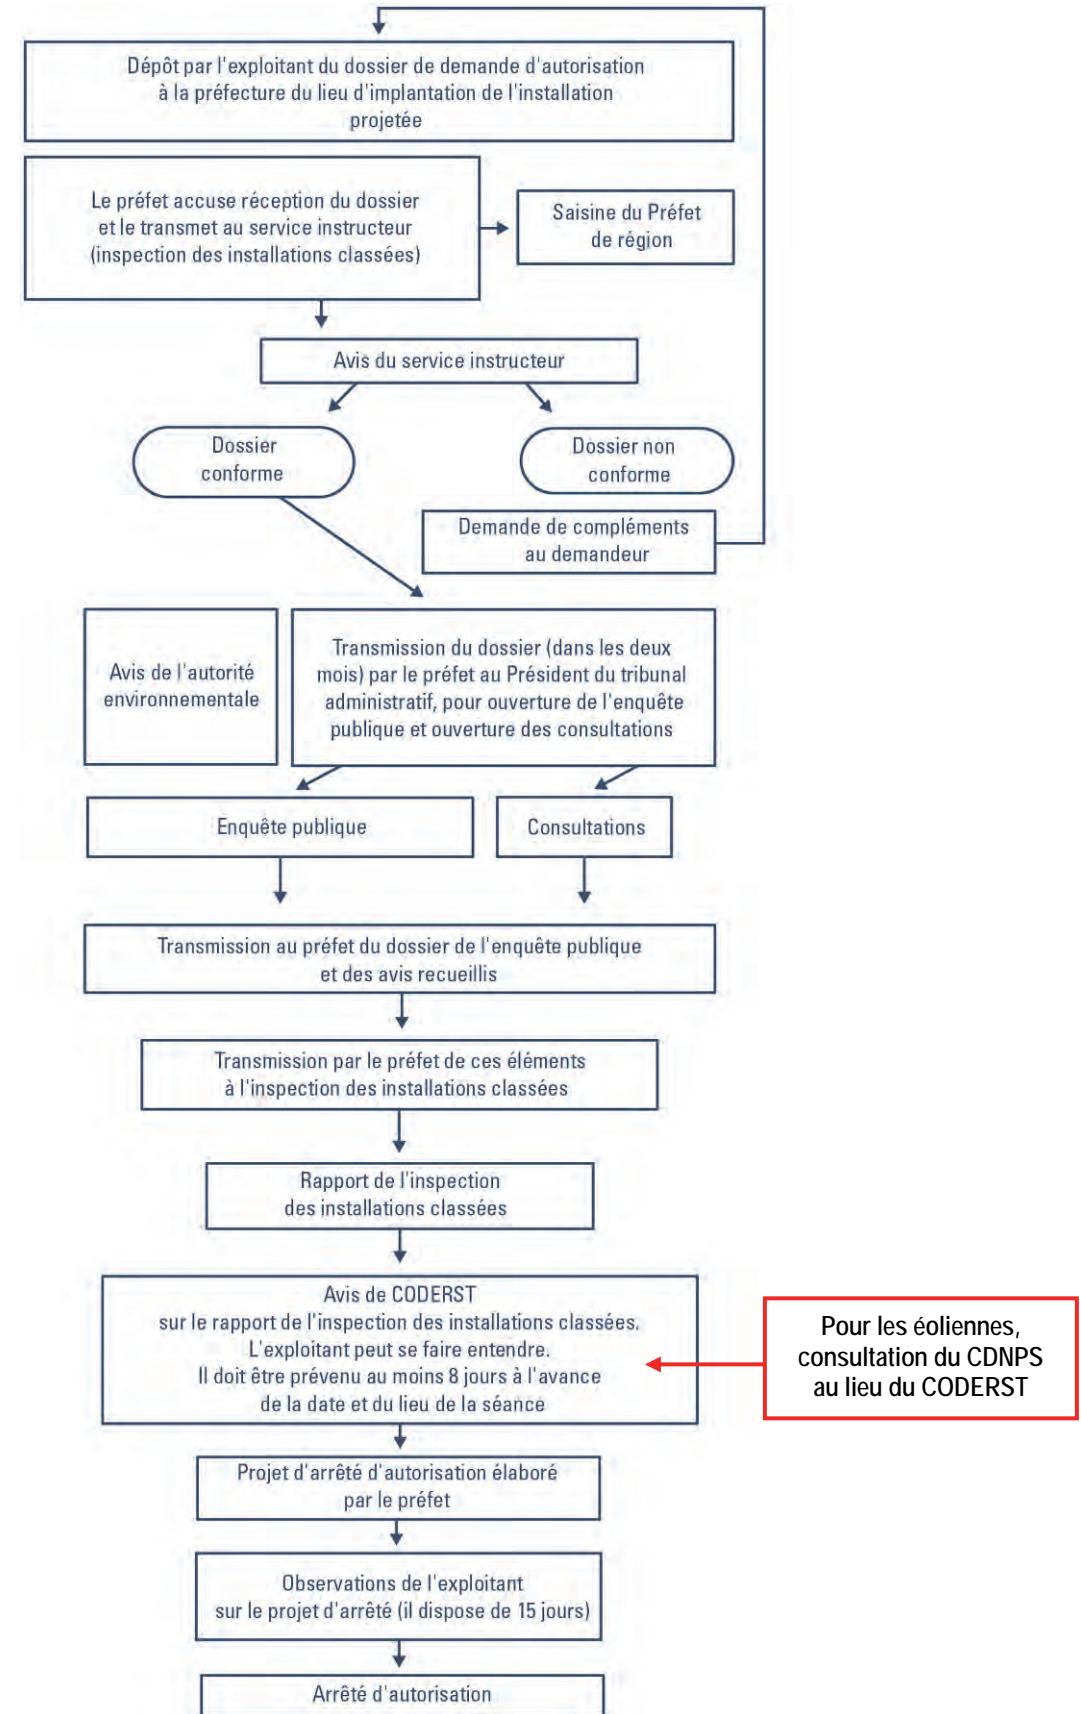 Dépôt par l'exploitant du dossier de demande d'autorisation
à la préfecture du lieu d'implantation de l'installation
projetée
Le préfet accuse réception du dossier
et le transmet au service instructeur
(inspection des installations classées)
Saisine du Préfet
de région
Avis du service instructeur
Dossier
conforme
Dossier non
conforme
Demande de compléments
au demandeur
Avis de l'autorité
environnementale
Transmission du dossier (dans les deux
mois) par le préfet au Président du tribunal
administratif, pour ouverture de l'enquête
publique et ouverture des consultations
Enquête publique
Consultations
Transmission au préfet du dossier de l'enquête publique
et des avis recueillis
Transmission par le préfet de ces éléments
à l'inspection des installations classées
Rapport de l'inspection
des installations classées
Avis de CODERST
sur le rapport de l'inspection des installations classées.
L'exploitant peut se faire entendre.
Il doit être prévenu au moins 8 jours à l'avance
de la date et du lieu de la séance
Pour les éoliennes,
consultation du CDNPS
au lieu du CODERST
Projet d'arrêté d'autorisation élaboré
par le préfet
Observations de l'exploitant
sur le projet d'arrêté (il dispose de 15 jours)
Arrêté d'autorisation